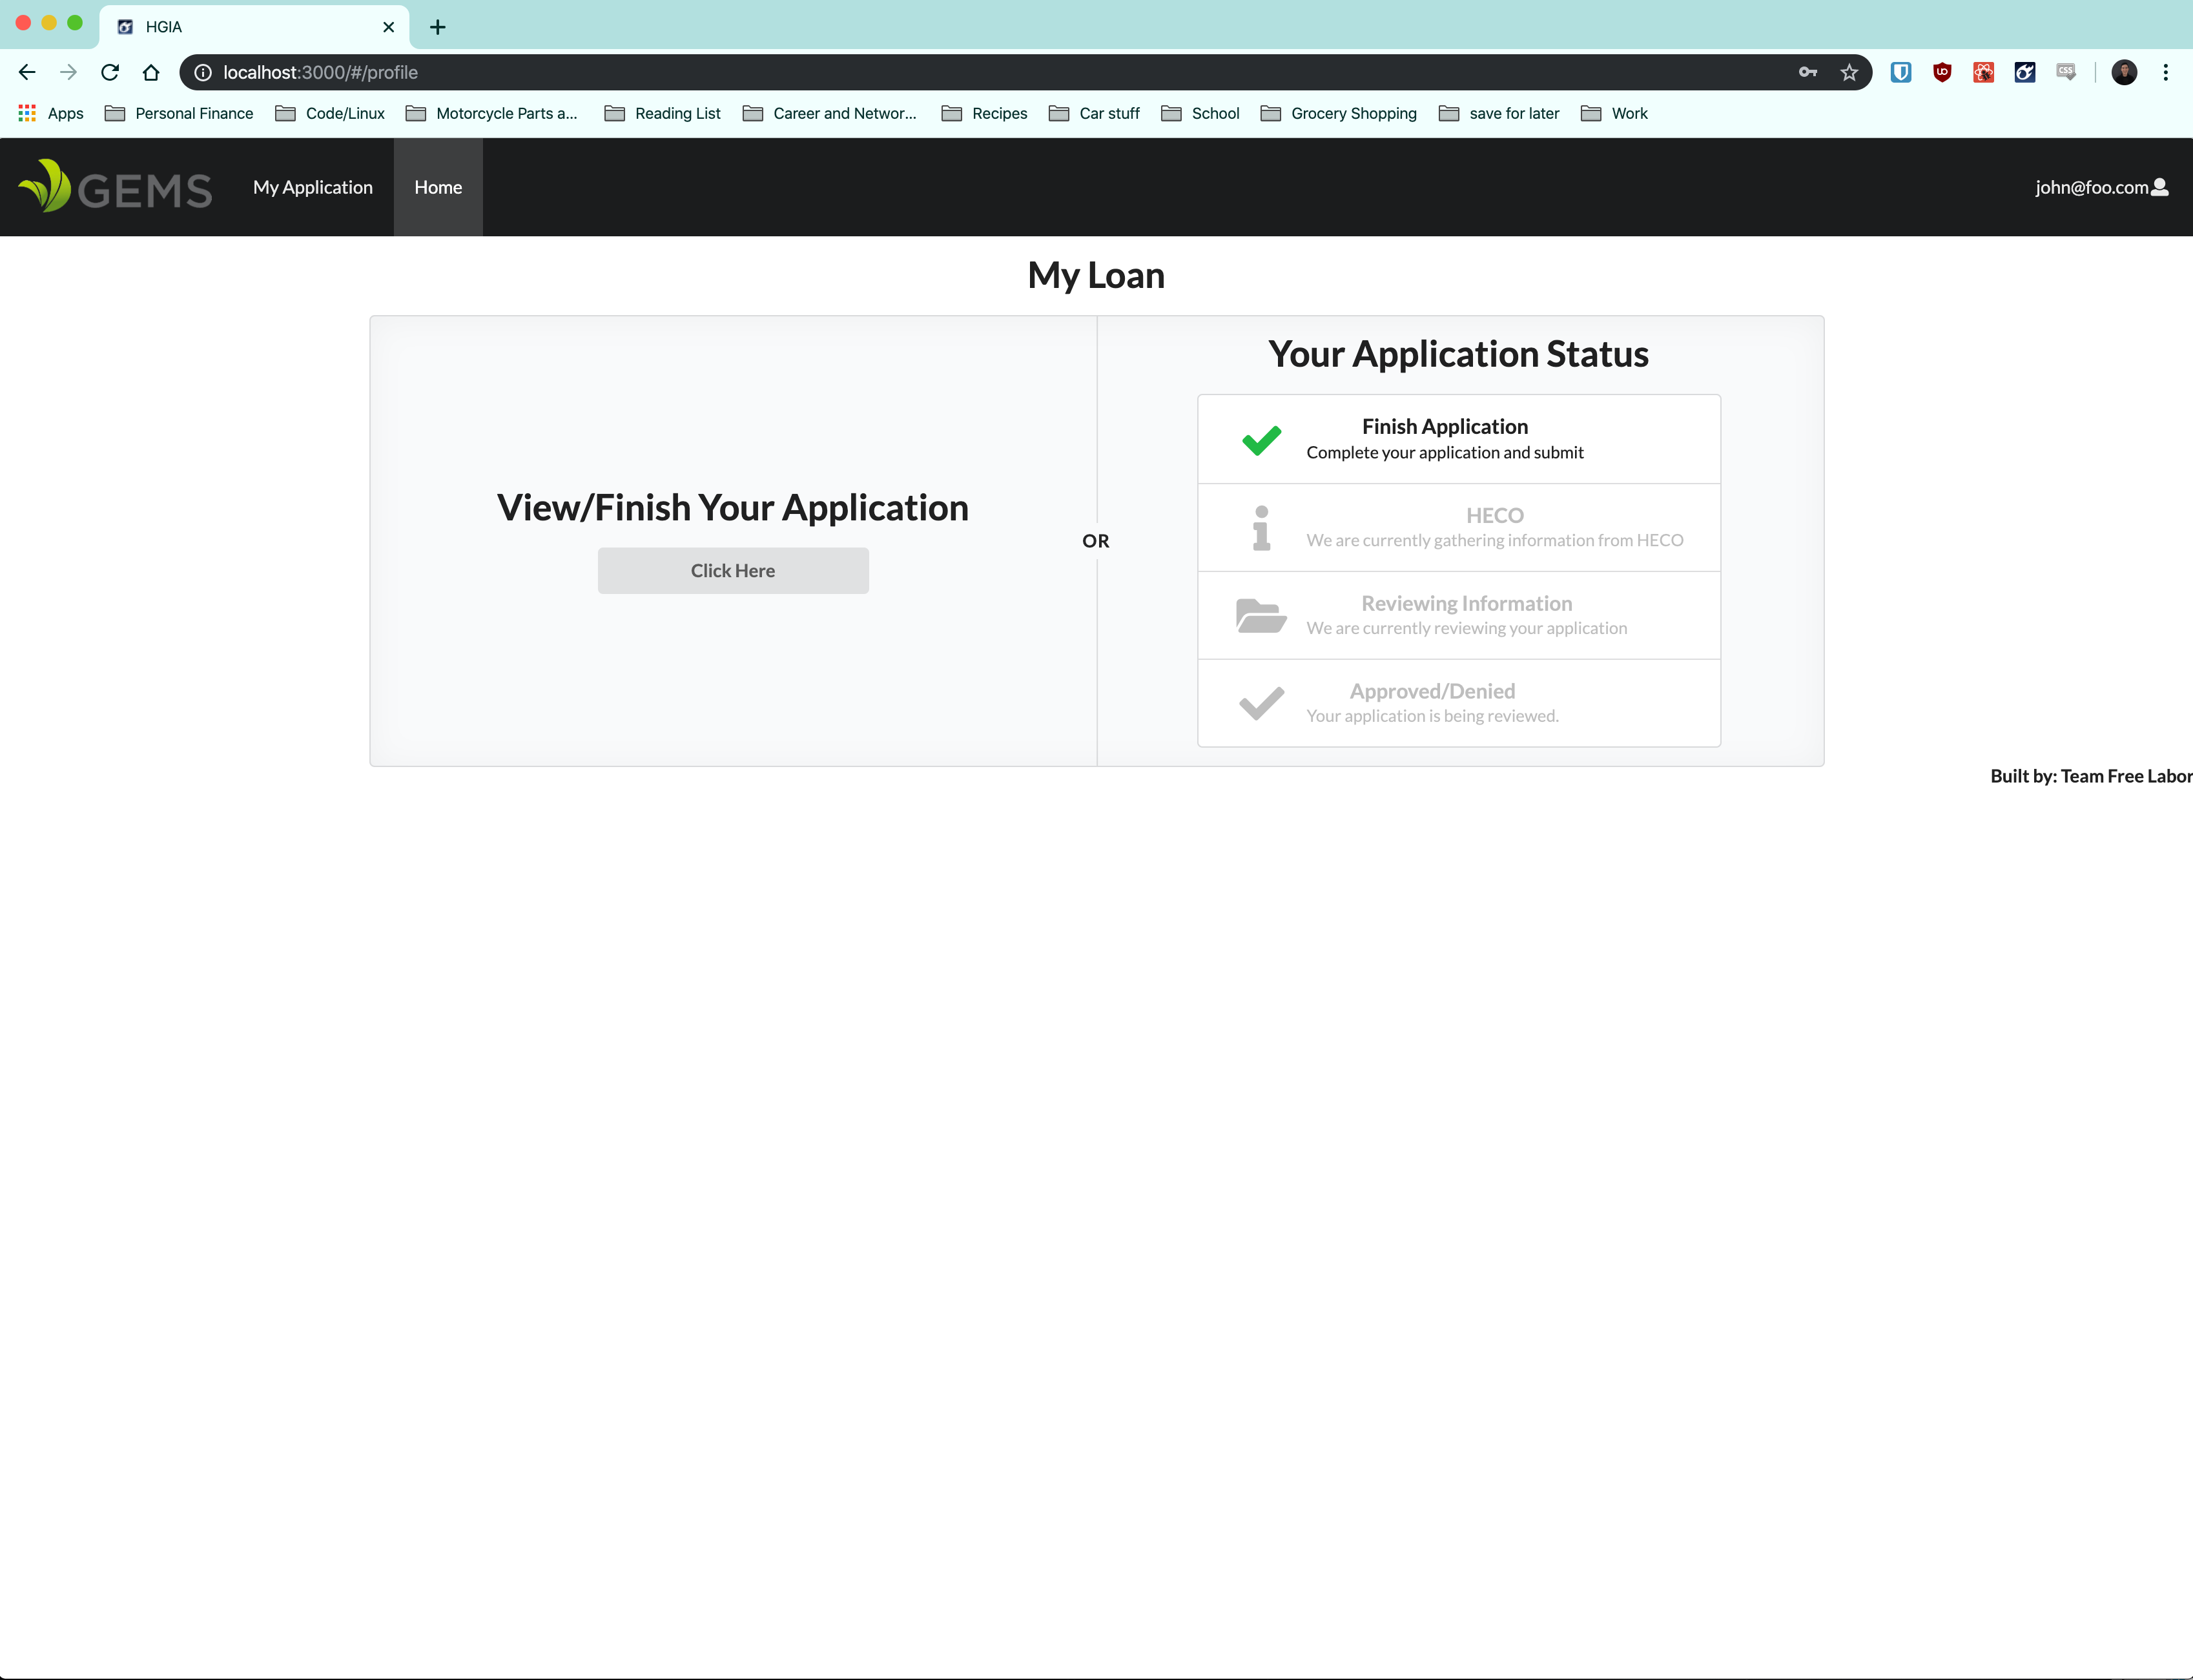 HGIA
localhost:3000/#/profile
CSS
Apps Personal Finance Code/Linux Motorcycle Parts a... Reading List Career and Networ... Recipes Car stuff School Grocery Shopping save for later Work
GEMS My Application Home john@foo.com
My Loan
View/Finish Your Application
Click Here
OR
Your Application Status
Finish Application
Complete your application and submit
HECO
We are currently gathering information from HECO
Reviewing Information
We are currently reviewing your application
Approved/Denied
Your application is being reviewed.
Built by: Team Free Labor